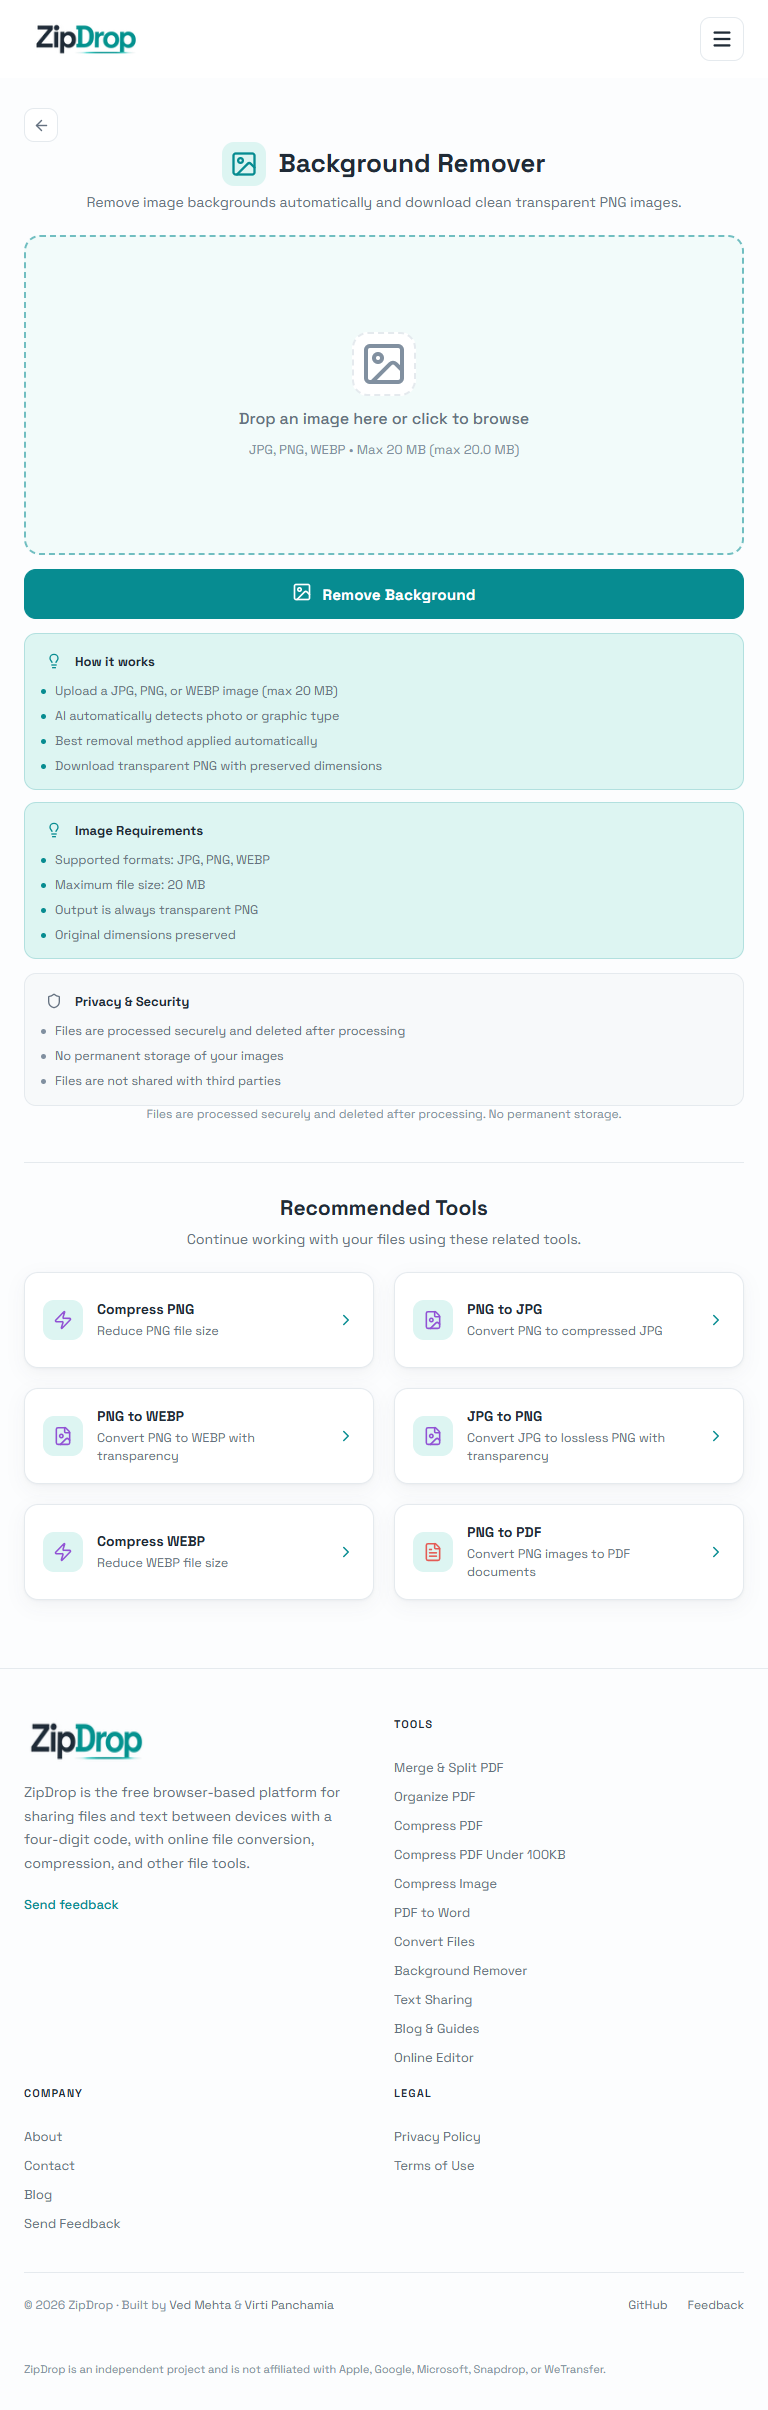 ZipDrop
Background Remover
Remove image backgrounds automatically and download clean transparent PNG images.
Drop an image here or click to browse
JPG, PNG, WEBP • Max 20 MB (max 20.0 MB)
Remove Background
How it works
Upload a JPG, PNG, or WEBP image (max 20 MB)
AI automatically detects photo or graphic type
Best removal method applied automatically
Download transparent PNG with preserved dimensions
Image Requirements
Supported formats: JPG, PNG, WEBP
Maximum file size: 20 MB
Output is always transparent PNG
Original dimensions preserved
Privacy & Security
Files are processed securely and deleted after processing
No permanent storage of your images
Files are not shared with third parties
Files are processed securely and deleted after processing. No permanent storage.
Recommended Tools
Continue working with your files using these related tools.
Compress PNG
Reduce PNG file size
PNG to JPG
Convert PNG to compressed JPG
PNG to WEBP
Convert PNG to WEBP with
transparency
JPG to PNG
Convert JPG to lossless PNG with
transparency
Compress WEBP
Reduce WEBP file size
PNG to PDF
Convert PNG images to PDF
documents
ZipDrop
ZipDrop is the free browser-based platform for
sharing files and text between devices with a
four-digit code, with online file conversion,
compression, and other file tools.
Send feedback
TOOLS
Merge & Split PDF
Organize PDF
Compress PDF
Compress PDF Under 100KB
Compress Image
PDF to Word
Convert Files
Background Remover
Text Sharing
Blog & Guides
Online Editor
COMPANY
About
Contact
Blog
Send Feedback
LEGAL
Privacy Policy
Terms of Use
© 2026 ZipDrop · Built by Ved Mehta & Virti Panchamia
GitHub Feedback
ZipDrop is an independent project and is not affiliated with Apple, Google, Microsoft, Snapdrop, or WeTransfer.